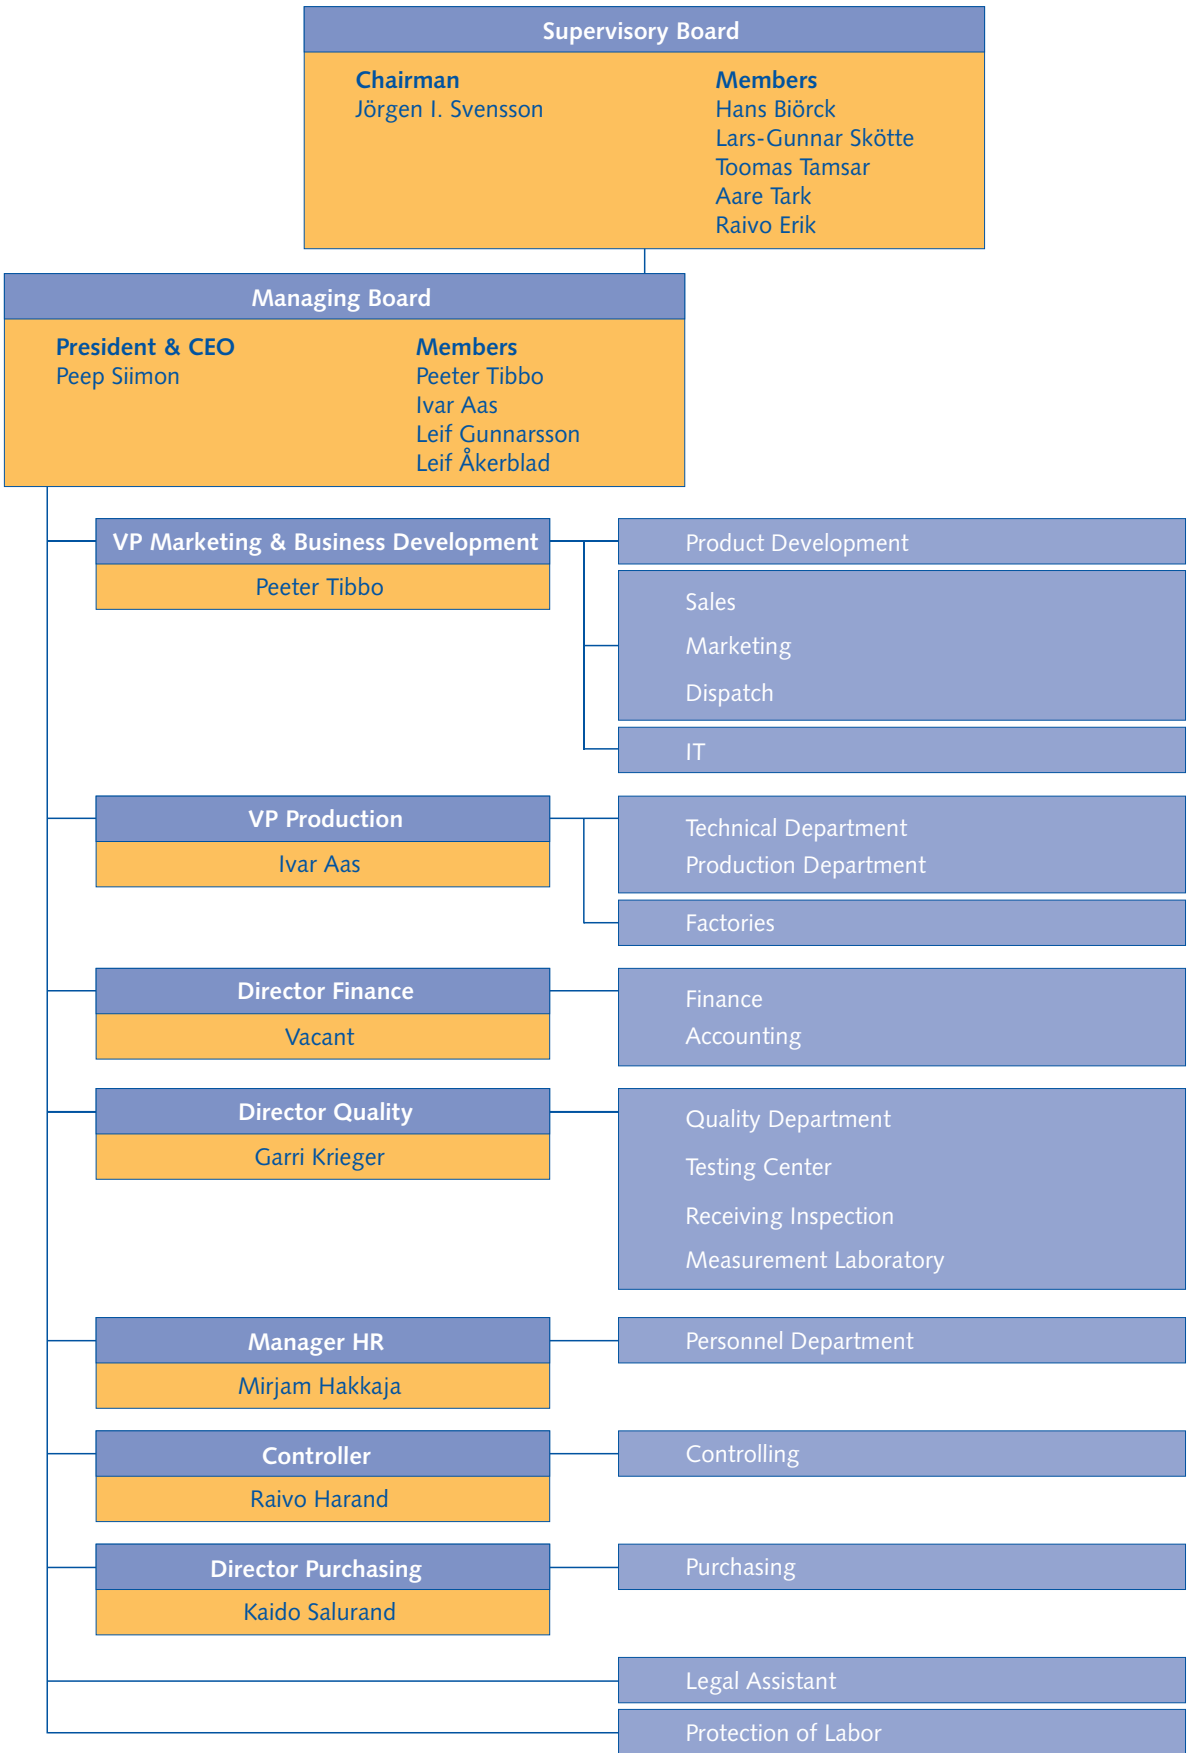 Supervisory Board
Chairman
Jörgen I. Svensson
Members
Hans Biörck
Lars-Gunnar Skötte
Toomas Tamsar
Aare Tark
Raivo Erik
Managing Board
President & CEO
Peep Siimon
Members
Peeter Tibbo
Ivar Aas
Leif Gunnarsson
Leif Åkerblad
VP Marketing & Business Development
Peeter Tibbo
Product Development
Sales
Marketing
Dispatch
IT
VP Production
Ivar Aas
Technical Department
Production Department
Factories
Director Finance
Vacant
Finance
Accounting
Director Quality
Garri Krieger
Quality Department
Testing Center
Receiving Inspection
Measurement Laboratory
Manager HR
Mirjam Hakkaja
Personnel Department
Controller
Raivo Harand
Controlling
Director Purchasing
Kaido Salurand
Purchasing
Legal Assistant
Protection of Labor